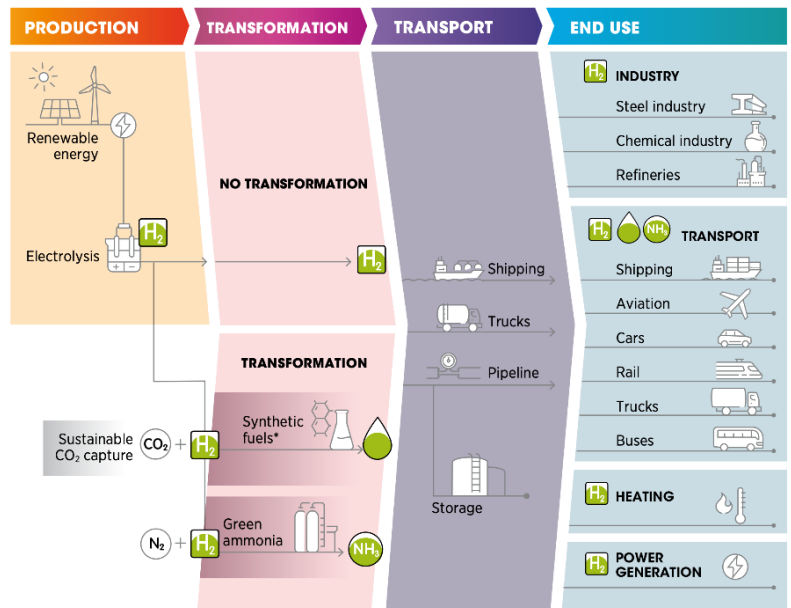 PRODUCTION
TRANSFORMATION
TRANSPORT
END USE
Renewable
energy
H₂
Electrolysis
+ −
NO TRANSFORMATION
H₂
TRANSFORMATION
Sustainable
CO₂ capture
CO₂ + H₂
Synthetic
fuels*
N₂ + H₂
Green
ammonia
NH₃
Shipping
Trucks
Pipeline
Storage
H₂ INDUSTRY
Steel industry
Chemical industry
Refineries
H₂ NH₃ TRANSPORT
Shipping
Aviation
Cars
Rail
Trucks
Buses
H₂ HEATING
H₂ POWER
GENERATION